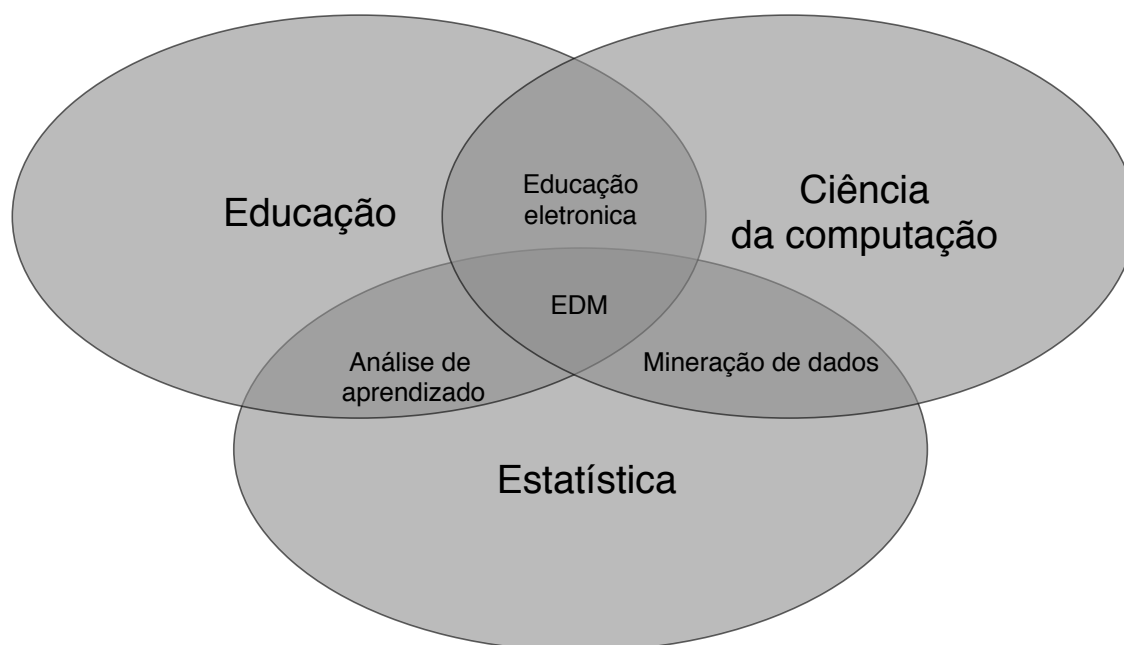 Educação
Educação
eletronica
Ciência
da computação
EDM
Análise de
aprendizado
Mineração de dados
Estatística